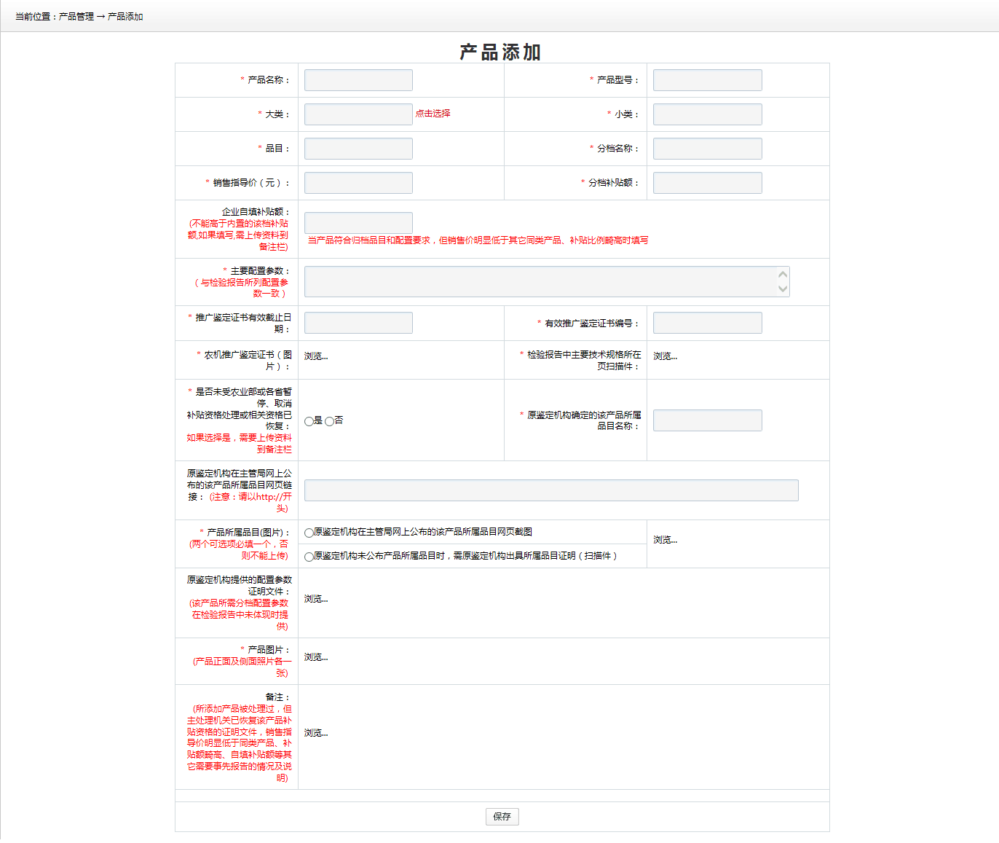 当前位置：产品管理 → 产品添加
产品添加
* 产品名称：
* 产品型号：
* 大类：
点击选择
* 小类：
* 品目：
* 分档名称：
* 销售指导价（元）：
* 分档补贴额：
企业自填补贴额：
(不能高于内置的该档补贴
额,如果填写,需上传资料到
备注栏)
当产品符合归档品目和配置要求，但销售价明显低于其它同类产品、补贴比例畸高时填写
* 主要配置参数：
（与检验报告所列配置参
数一致）
* 推广鉴定证书有效截止日
期：
* 有效推广鉴定证书编号：
* 农机推广鉴定证书（图
片）：
浏览...
* 检验报告中主要技术规格所在
页扫描件：
浏览...
* 是否未受农业部或各省暂
停、取消
补贴资格处理或相关资格已
恢复：
如果选择是，需要上传资料
到备注栏
是 否
* 原鉴定机构确定的该产品所属
品目名称：
原鉴定机构在主管局网上公
布的该产品所属品目网页链
接： (注意：请以http://开
头)
* 产品所属品目(图片)：
(两个可选项必填一个，否
则不能上传)
原鉴定机构在主管局网上公布的该产品所属品目网页截图
原鉴定机构未公布产品所属品目时，需原鉴定机构出具所属品目证明（扫描件）
浏览...
原鉴定机构提供的配置参数
证明文件：
(该产品所需分档配置参数
在检验报告中未体现时提
供)
浏览...
* 产品图片：
(产品正面及侧面照片各一
张)
浏览...
备注：
(所添加产品被处理过，但
主处理机关已恢复该产品补
贴资格的证明文件，销售指
导价明显低于同类产品、补
贴额畸高、自填补贴额等其
它需要事先报告的情况及说
明)
浏览...
保存